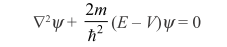 ∇²ψ + 2m/ħ² (E − V)ψ = 0